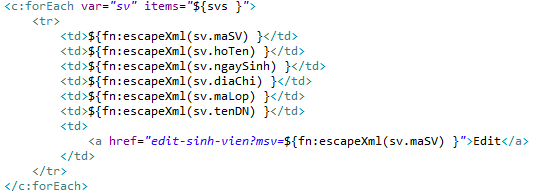 <c:forEach var="sv" items="${svs }">
<tr>
<td>${fn:escapeXml(sv.maSV) }</td>
<td>${fn:escapeXml(sv.hoTen) }</td>
<td>${fn:escapeXml(sv.ngaySinh) }</td>
<td>${fn:escapeXml(sv.diaChi) }</td>
<td>${fn:escapeXml(sv.maLop) }</td>
<td>${fn:escapeXml(sv.tenDN) }</td>
<td>
<a href="edit-sinh-vien?msv=${fn:escapeXml(sv.maSV) }">Edit</a>
</td>
</tr>
</c:forEach>